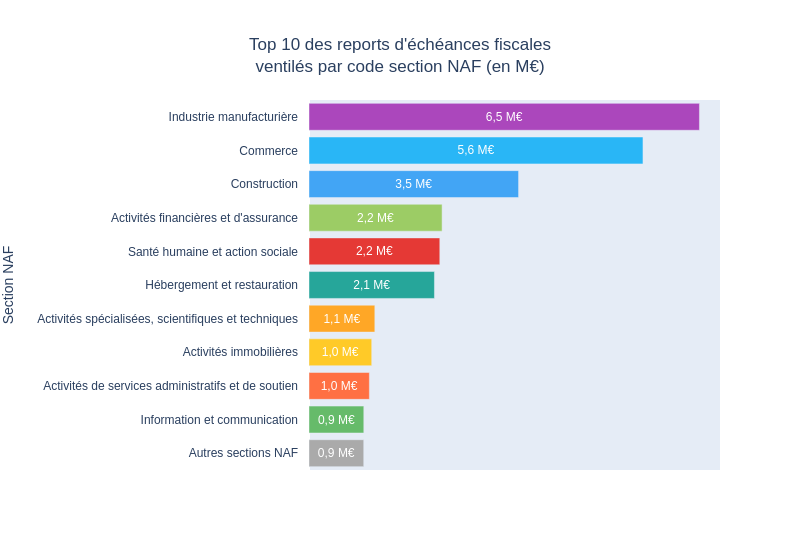 Top 10 des reports d'échéances fiscales
ventilés par code section NAF (en M€)
Section NAF
Industrie manufacturière 6,5 M€
Commerce 5,6 M€
Construction 3,5 M€
Activités financières et d'assurance 2,2 M€
Santé humaine et action sociale 2,2 M€
Hébergement et restauration 2,1 M€
Activités spécialisées, scientifiques et techniques 1,1 M€
Activités immobilières 1,0 M€
Activités de services administratifs et de soutien 1,0 M€
Information et communication 0,9 M€
Autres sections NAF 0,9 M€